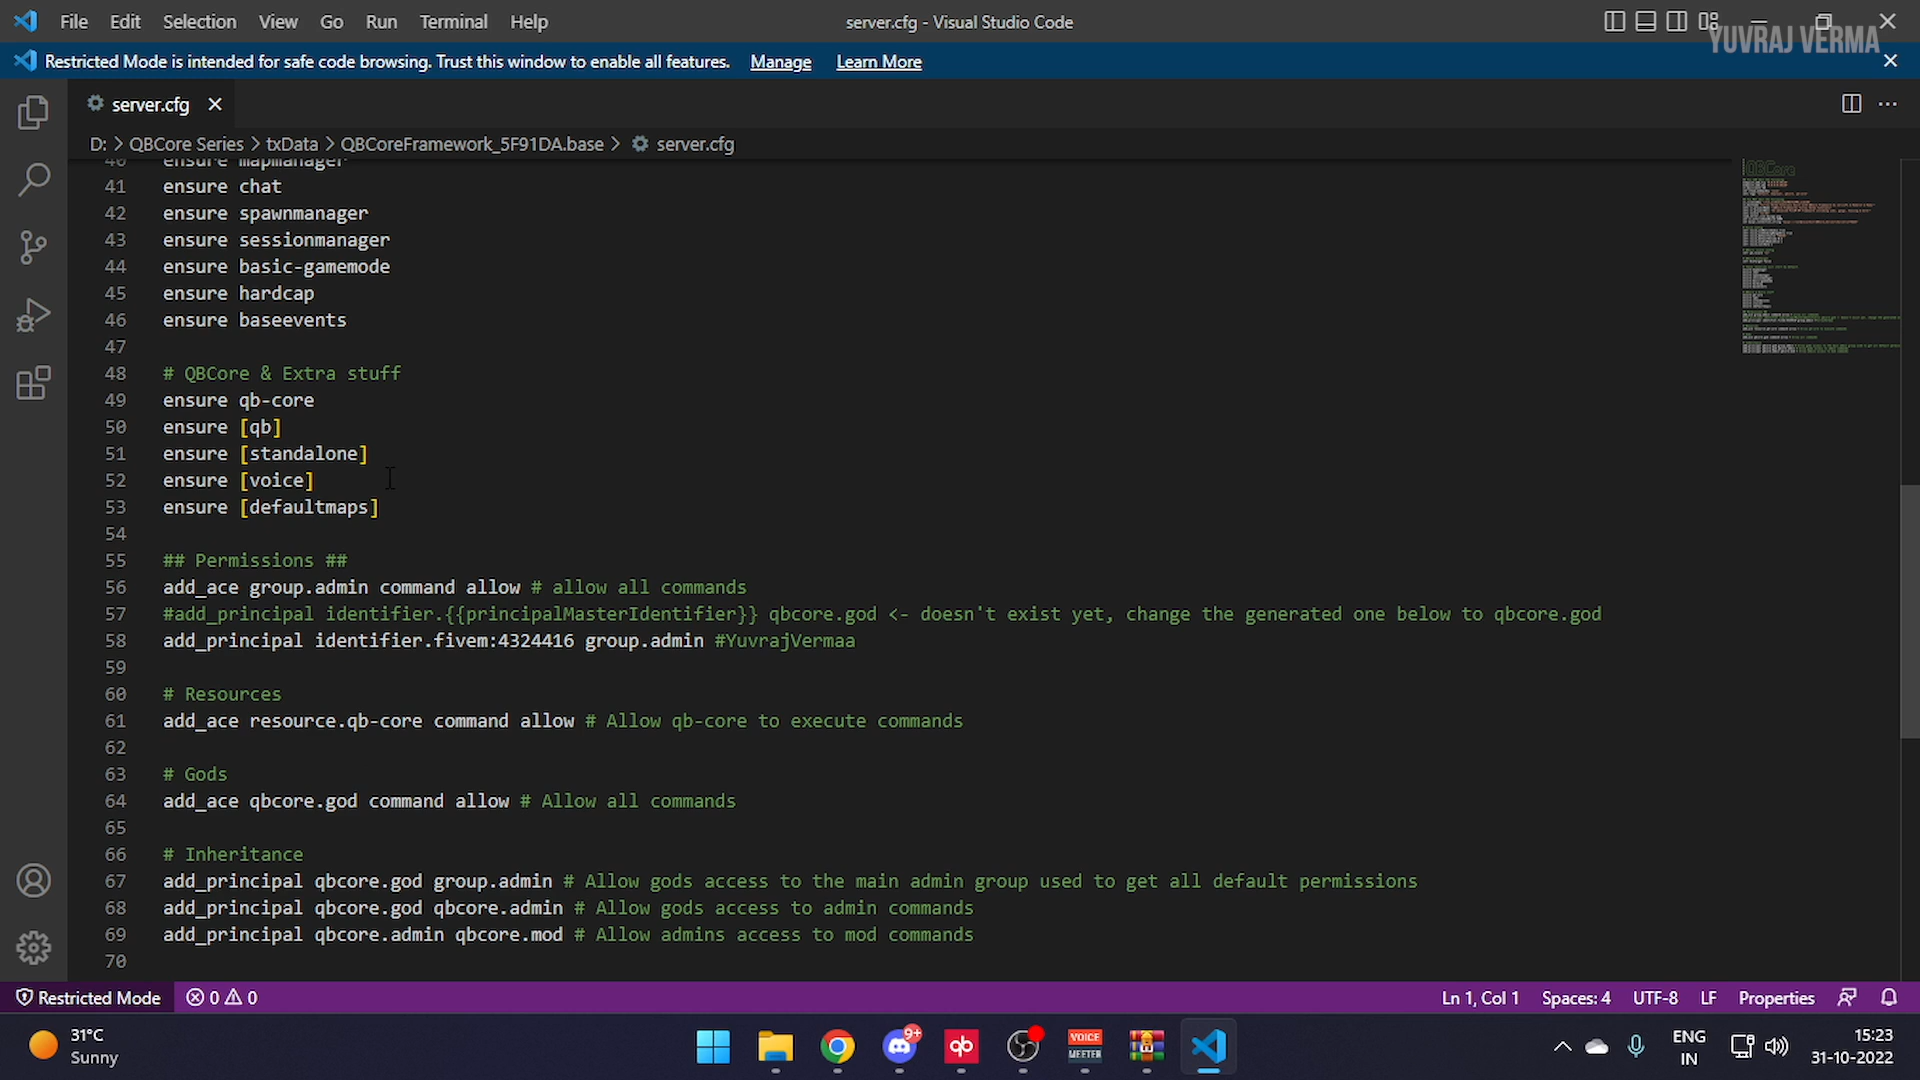 File Edit Selection View Go Run Terminal Help
server.cfg - Visual Studio Code
YUVRAJ VERMA
Restricted Mode is intended for safe code browsing. Trust this window to enable all features. Manage Learn More
server.cfg
D: > QBCore Series > txData > QBCoreFramework_5F91DA.base > server.cfg
40 ensure mapmanager
41 ensure chat
42 ensure spawnmanager
43 ensure sessionmanager
44 ensure basic-gamemode
45 ensure hardcap
46 ensure baseevents
47
48 # QBCore & Extra stuff
49 ensure qb-core
50 ensure [qb]
51 ensure [standalone]
52 ensure [voice]
53 ensure [defaultmaps]
54
55 ## Permissions ##
56 add_ace group.admin command allow # allow all commands
57 #add_principal identifier.{{principalMasterIdentifier}} qbcore.god <- doesn't exist yet, change the generated one below to qbcore.god
58 add_principal identifier.fivem:4324416 group.admin #YuvrajVermaa
59
60 # Resources
61 add_ace resource.qb-core command allow # Allow qb-core to execute commands
62
63 # Gods
64 add_ace qbcore.god command allow # Allow all commands
65
66 # Inheritance
67 add_principal qbcore.god group.admin # Allow gods access to the main admin group used to get all default permissions
68 add_principal qbcore.god qbcore.admin # Allow gods access to admin commands
69 add_principal qbcore.admin qbcore.mod # Allow admins access to mod commands
70
QBCore
Restricted Mode 0 0 Ln 1, Col 1 Spaces: 4 UTF-8 LF Properties
31°C
Sunny
9+
qb
VOICE
MEETER
ENG
IN
15:23
31-10-2022